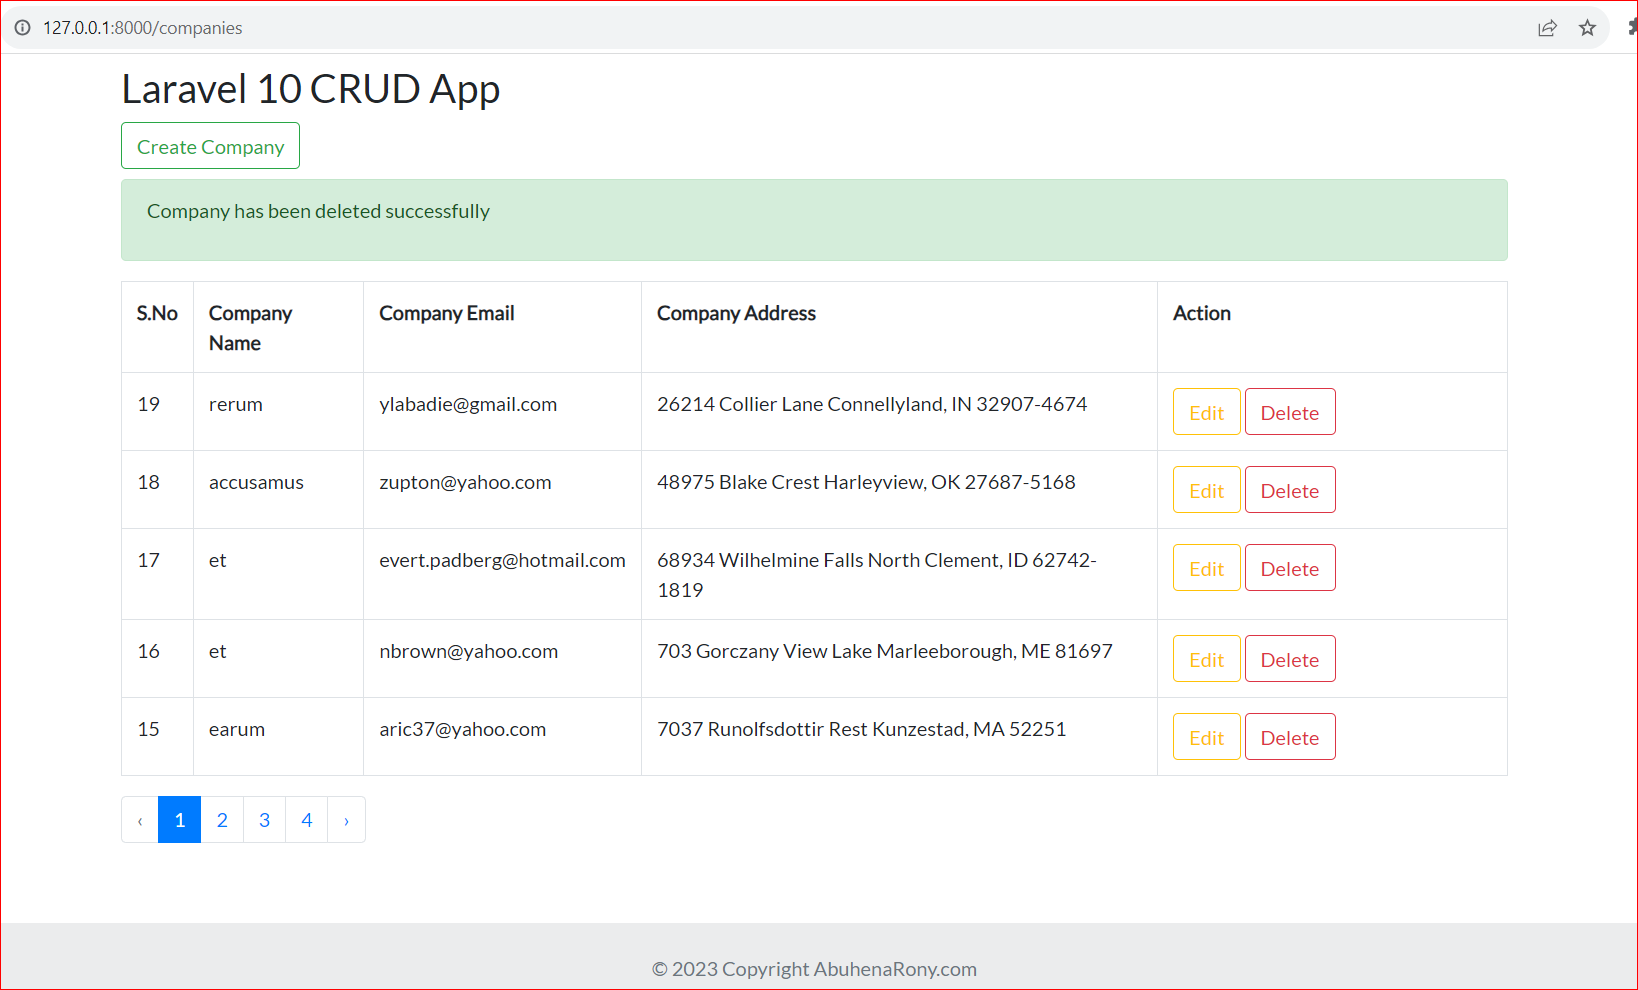 127.0.0.1:8000/companies
Laravel 10 CRUD App
Create Company
Company has been deleted successfully
S.No Company Name Company Email Company Address Action
19 rerum ylabadie@gmail.com 26214 Collier Lane Connellyland, IN 32907-4674 Edit Delete
18 accusamus zupton@yahoo.com 48975 Blake Crest Harleyview, OK 27687-5168 Edit Delete
17 et evert.padberg@hotmail.com 68934 Wilhelmine Falls North Clement, ID 62742-
1819 Edit Delete
16 et nbrown@yahoo.com 703 Gorczany View Lake Marleeborough, ME 81697 Edit Delete
15 earum aric37@yahoo.com 7037 Runolfsdottir Rest Kunzestad, MA 52251 Edit Delete
‹ 1 2 3 4 ›
© 2023 Copyright AbuhenaRony.com